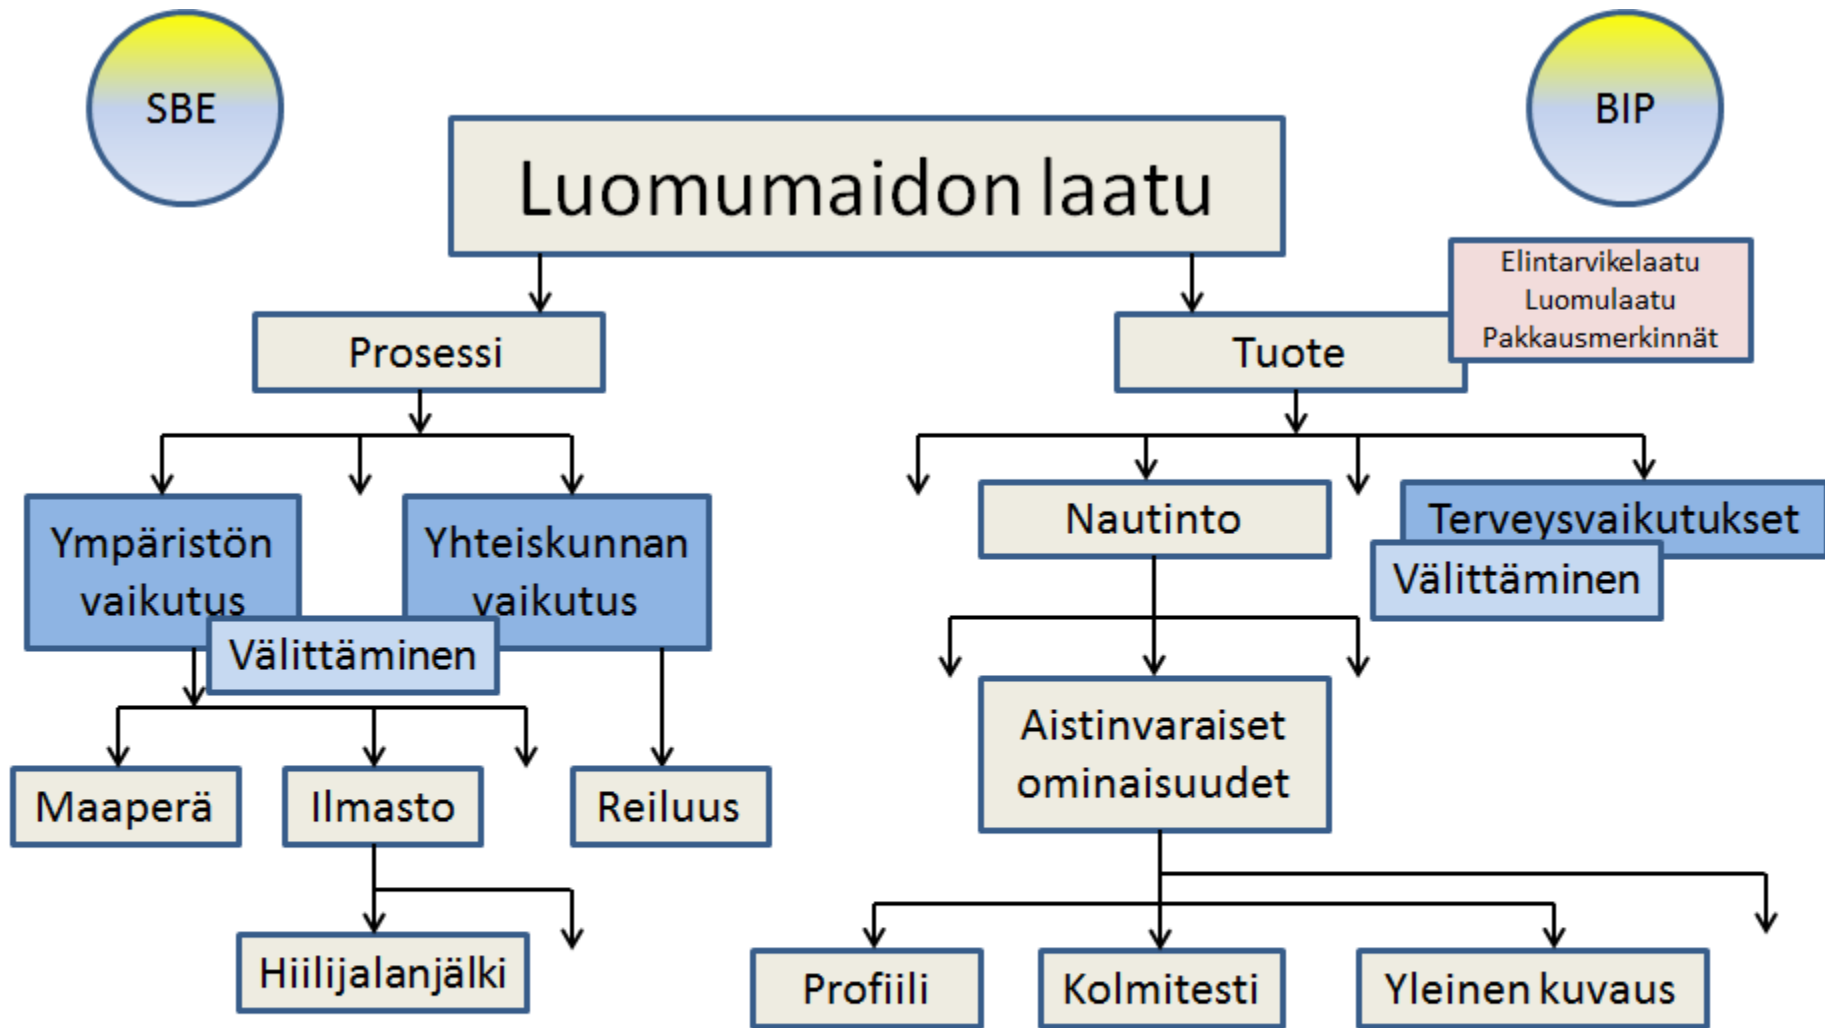 SBE
BIP
Luomumaidon laatu
Elintarvikelaatu
Luomulaatu
Pakkausmerkinnät
Prosessi
Tuote
Ympäristön
vaikutus
Yhteiskunnan
vaikutus
Välittäminen
Nautinto
Terveysvaikutukset
Välittäminen
Maaperä
Ilmasto
Reiluus
Aistinvaraiset
ominaisuudet
Hiilijalanjälki
Profiili
Kolmitesti
Yleinen kuvaus